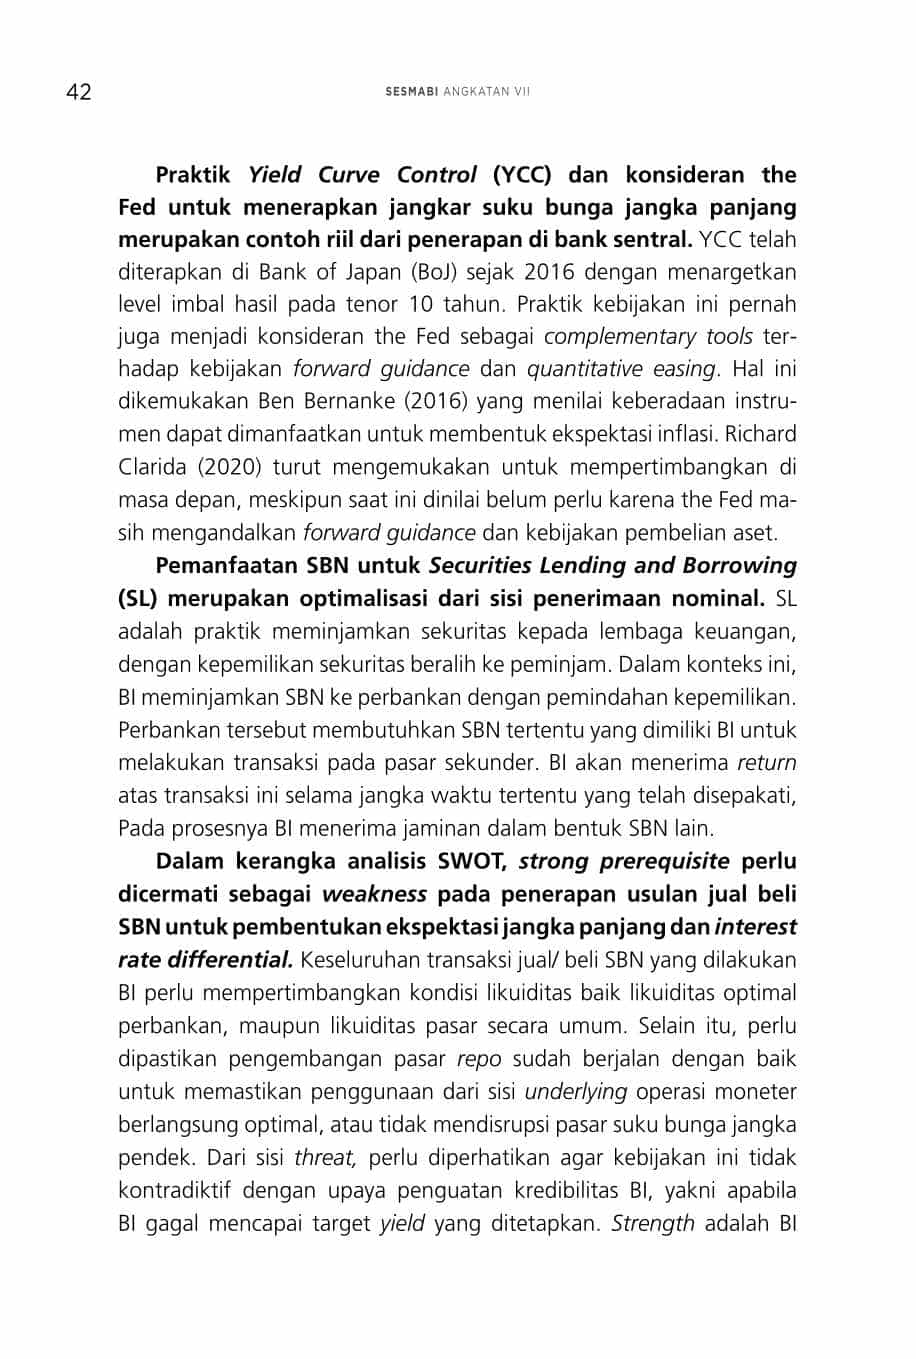 42
SESMABI ANGKATAN VII
Praktik Yield Curve Control (YCC) dan konsideran the
Fed untuk menerapkan jangkar suku bunga jangka panjang
merupakan contoh riil dari penerapan di bank sentral. YCC telah
diterapkan di Bank of Japan (BoJ) sejak 2016 dengan menargetkan
level imbal hasil pada tenor 10 tahun. Praktik kebijakan ini pernah
juga menjadi konsideran the Fed sebagai complementary tools ter-
hadap kebijakan forward guidance dan quantitative easing. Hal ini
dikemukakan Ben Bernanke (2016) yang menilai keberadaan instru-
men dapat dimanfaatkan untuk membentuk ekspektasi inflasi. Richard
Clarida (2020) turut mengemukakan untuk mempertimbangkan di
masa depan, meskipun saat ini dinilai belum perlu karena the Fed ma-
sih mengandalkan forward guidance dan kebijakan pembelian aset.
Pemanfaatan SBN untuk Securities Lending and Borrowing
(SL) merupakan optimalisasi dari sisi penerimaan nominal. SL
adalah praktik meminjamkan sekuritas kepada lembaga keuangan,
dengan kepemilikan sekuritas beralih ke peminjam. Dalam konteks ini,
BI meminjamkan SBN ke perbankan dengan pemindahan kepemilikan.
Perbankan tersebut membutuhkan SBN tertentu yang dimiliki BI untuk
melakukan transaksi pada pasar sekunder. BI akan menerima return
atas transaksi ini selama jangka waktu tertentu yang telah disepakati,
Pada prosesnya BI menerima jaminan dalam bentuk SBN lain.
Dalam kerangka analisis SWOT, strong prerequisite perlu
dicermati sebagai weakness pada penerapan usulan jual beli
SBN untuk pembentukan ekspektasi jangka panjang dan interest
rate differential. Keseluruhan transaksi jual/ beli SBN yang dilakukan
BI perlu mempertimbangkan kondisi likuiditas baik likuiditas optimal
perbankan, maupun likuiditas pasar secara umum. Selain itu, perlu
dipastikan pengembangan pasar repo sudah berjalan dengan baik
untuk memastikan penggunaan dari sisi underlying operasi moneter
berlangsung optimal, atau tidak mendisrupsi pasar suku bunga jangka
pendek. Dari sisi threat, perlu diperhatikan agar kebijakan ini tidak
kontradiktif dengan upaya penguatan kredibilitas BI, yakni apabila
BI gagal mencapai target yield yang ditetapkan. Strength adalah BI